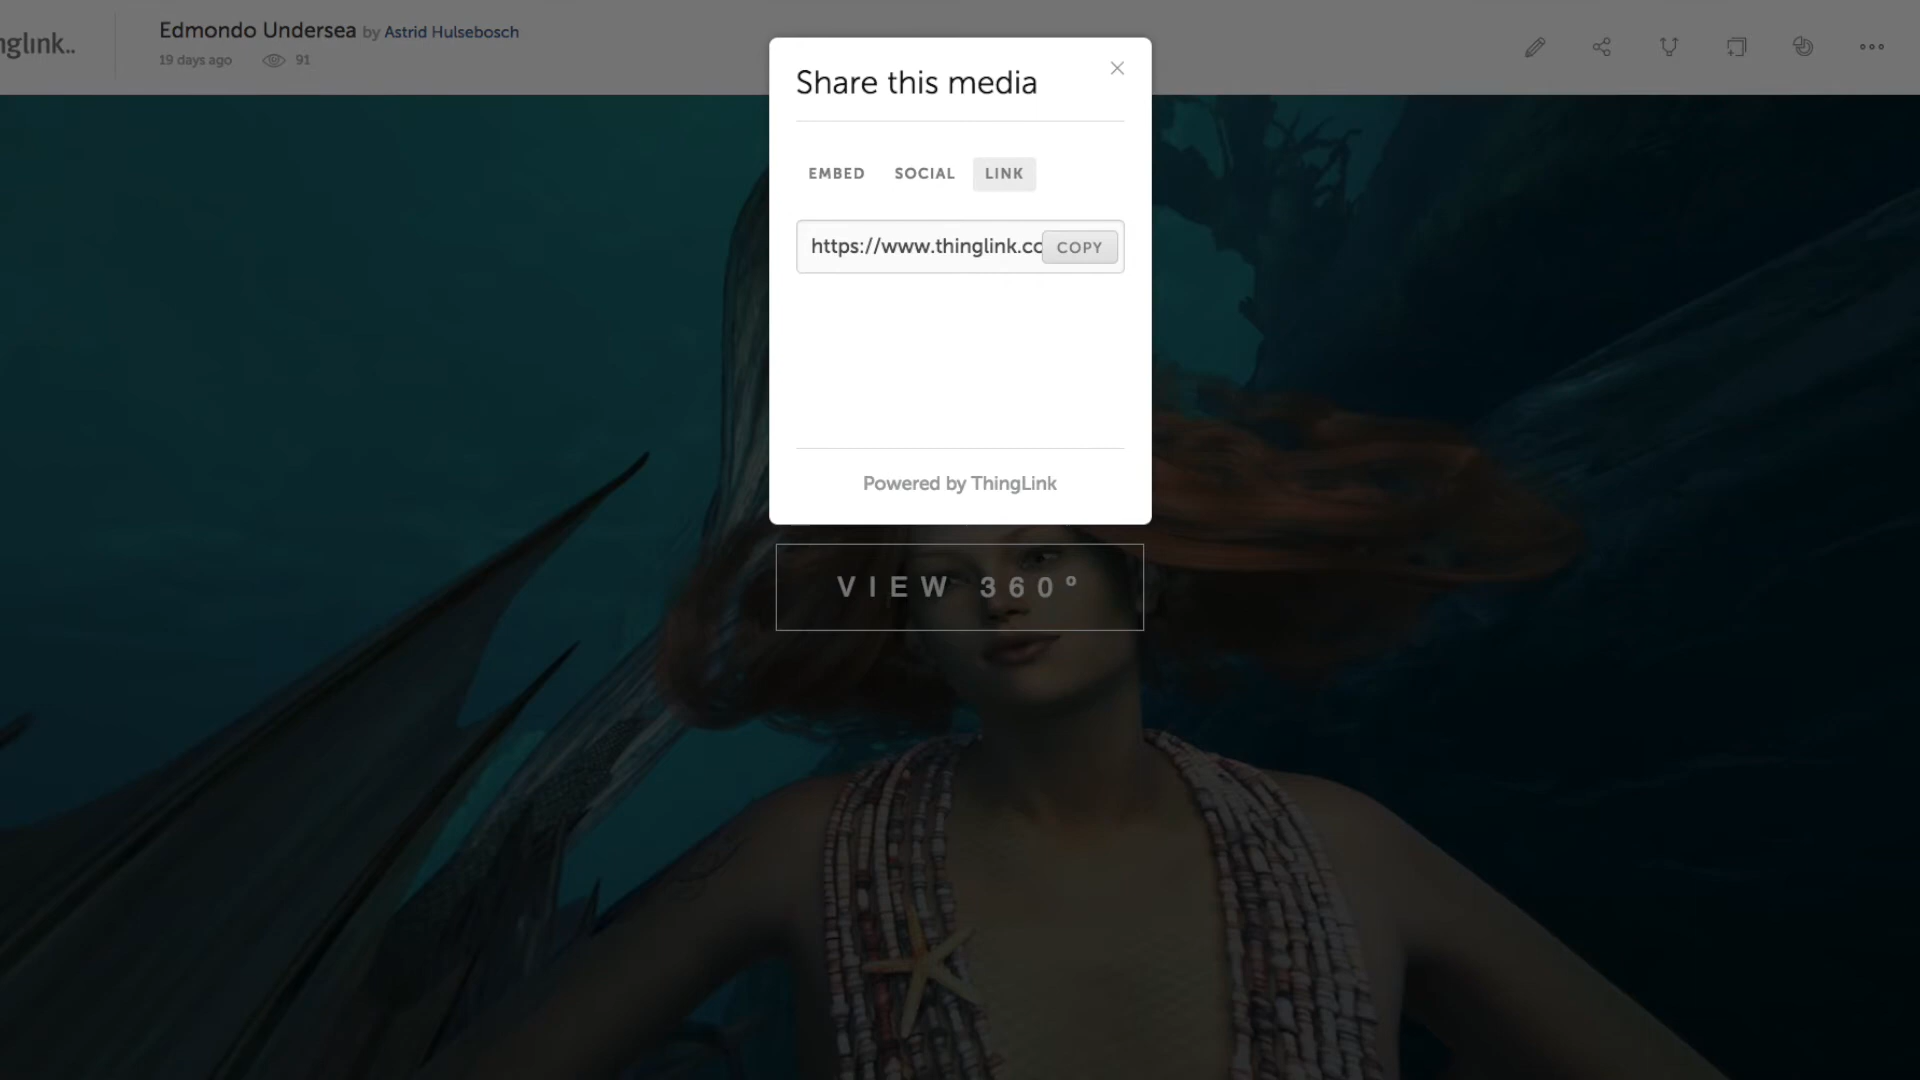 nglink..
Edmondo Undersea by Astrid Hulsebosch
19 days ago 91
Share this media
EMBED SOCIAL LINK
https://www.thinglink.co COPY
Powered by ThingLink
VIEW 360°